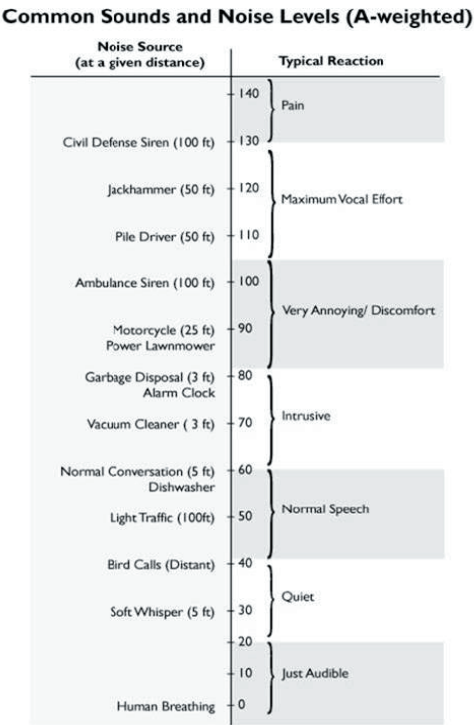 Common Sounds and Noise Levels (A-weighted)
Noise Source
(at a given distance)
Typical Reaction
140
Pain
Civil Defense Siren (100 ft)
130
Jackhammer (50 ft)
120
Maximum Vocal Effort
Pile Driver (50 ft)
110
Ambulance Siren (100 ft)
100
Very Annoying/ Discomfort
Motorcycle (25 ft)
90
Power Lawnmower
Garbage Disposal (3 ft)
80
Alarm Clock
Intrusive
Vacuum Cleaner ( 3 ft)
70
Normal Conversation (5 ft)
60
Dishwasher
Normal Speech
Light Traffic (100ft)
50
Bird Calls (Distant)
40
Quiet
Soft Whisper (5 ft)
30
20
10
Just Audible
Human Breathing
0